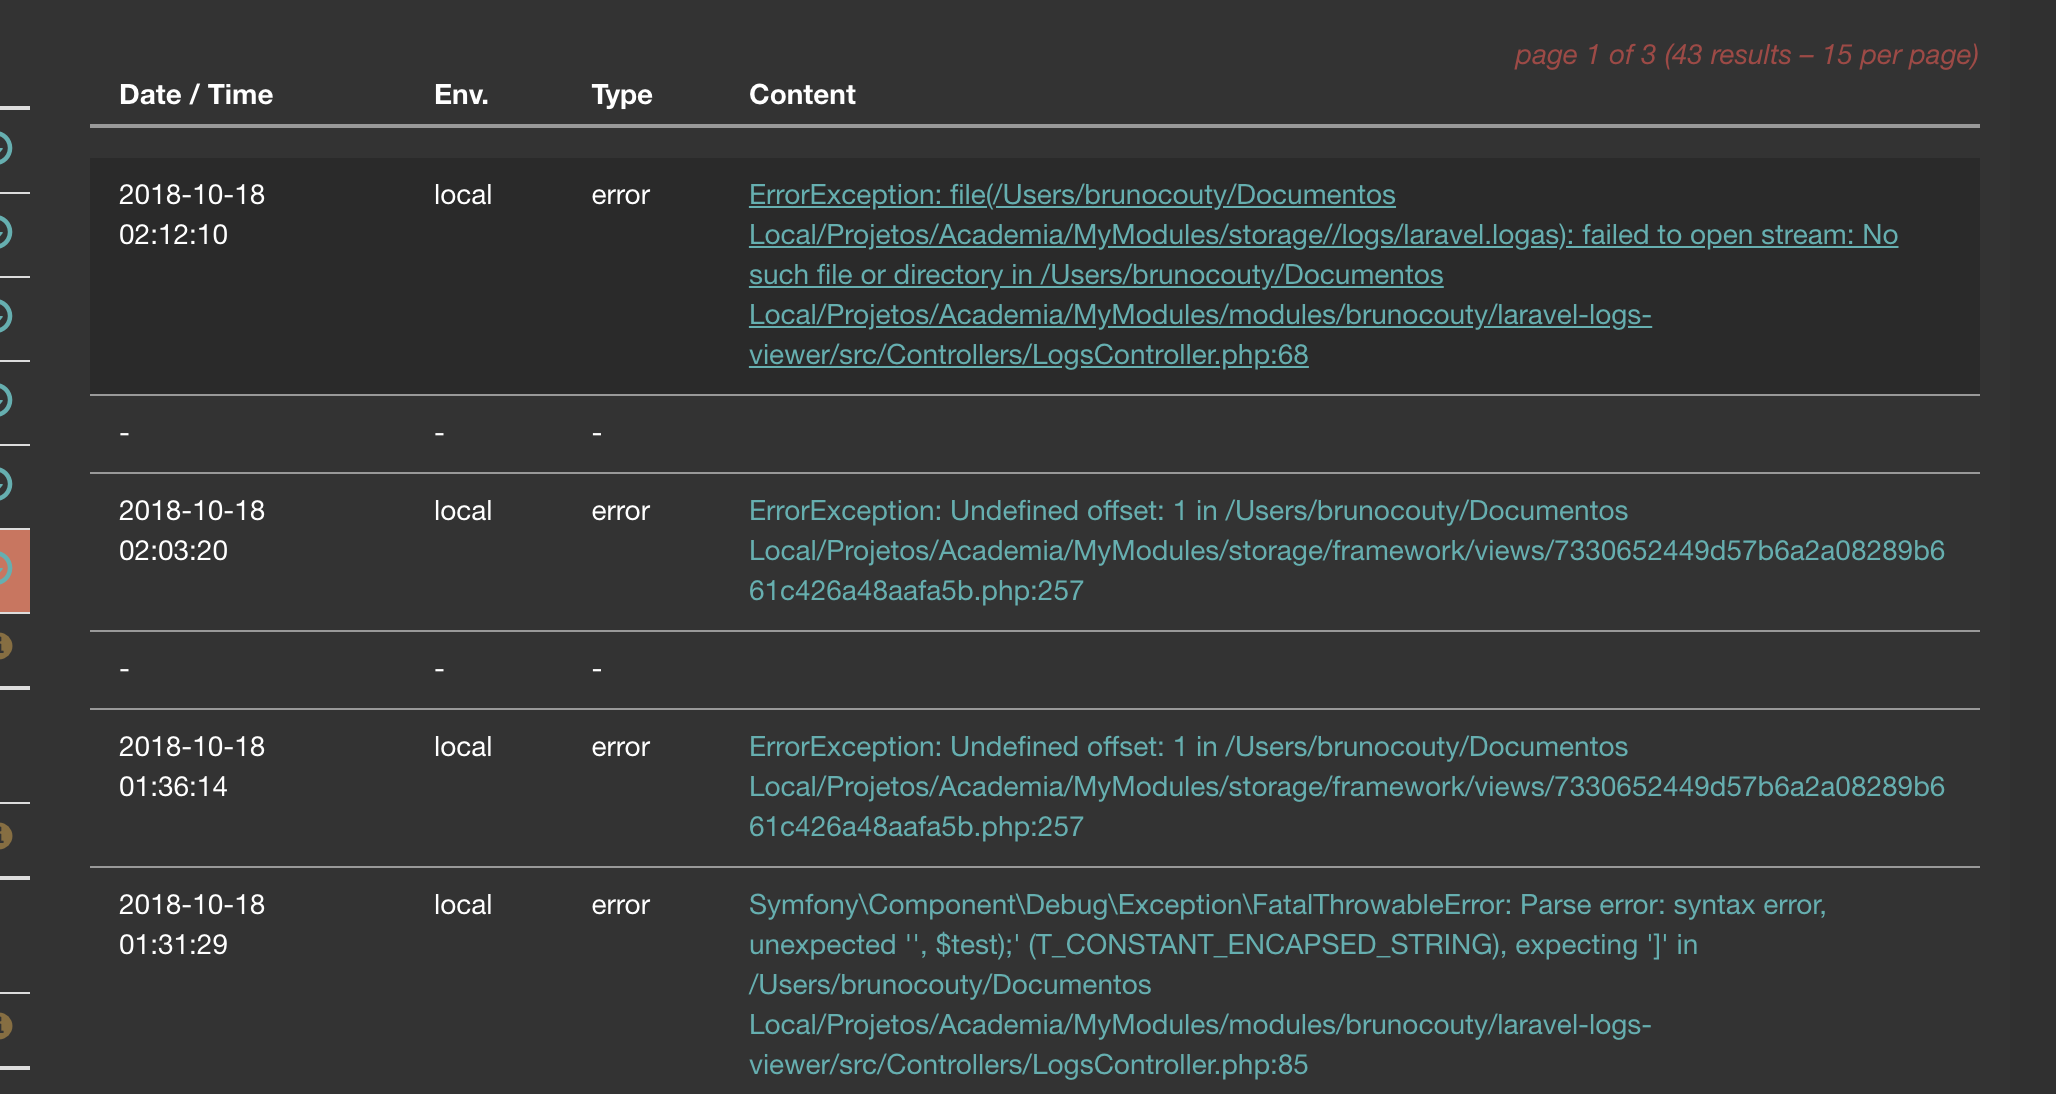 page 1 of 3 (43 results – 15 per page)
Date / Time Env. Type Content
2018-10-18 local error ErrorException: file(/Users/brunocouty/Documentos
02:12:10 Local/Projetos/Academia/MyModules/storage//logs/laravel.logas): failed to open stream: No
such file or directory in /Users/brunocouty/Documentos
Local/Projetos/Academia/MyModules/modules/brunocouty/laravel-logs-
viewer/src/Controllers/LogsController.php:68
- - -
2018-10-18 local error ErrorException: Undefined offset: 1 in /Users/brunocouty/Documentos
02:03:20 Local/Projetos/Academia/MyModules/storage/framework/views/7330652449d57b6a2a08289b6
61c426a48aafa5b.php:257
- - -
2018-10-18 local error ErrorException: Undefined offset: 1 in /Users/brunocouty/Documentos
01:36:14 Local/Projetos/Academia/MyModules/storage/framework/views/7330652449d57b6a2a08289b6
61c426a48aafa5b.php:257
2018-10-18 local error Symfony\Component\Debug\Exception\FatalThrowableError: Parse error: syntax error,
01:31:29 unexpected '', $test);' (T_CONSTANT_ENCAPSED_STRING), expecting ']' in
/Users/brunocouty/Documentos
Local/Projetos/Academia/MyModules/modules/brunocouty/laravel-logs-
viewer/src/Controllers/LogsController.php:85